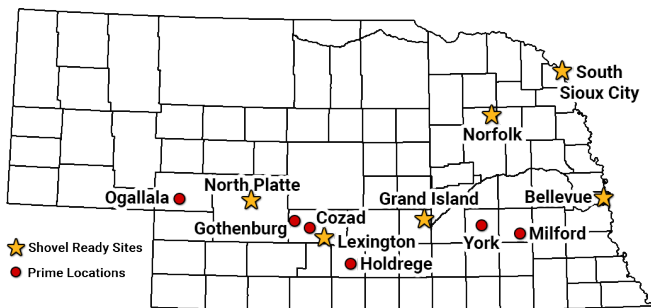 South
Sioux City
Norfolk
North Platte
Ogallala
Grand Island
Bellevue
Gothenburg
Cozad
Lexington
York
Milford
Holdrege
Shovel Ready Sites
Prime Locations